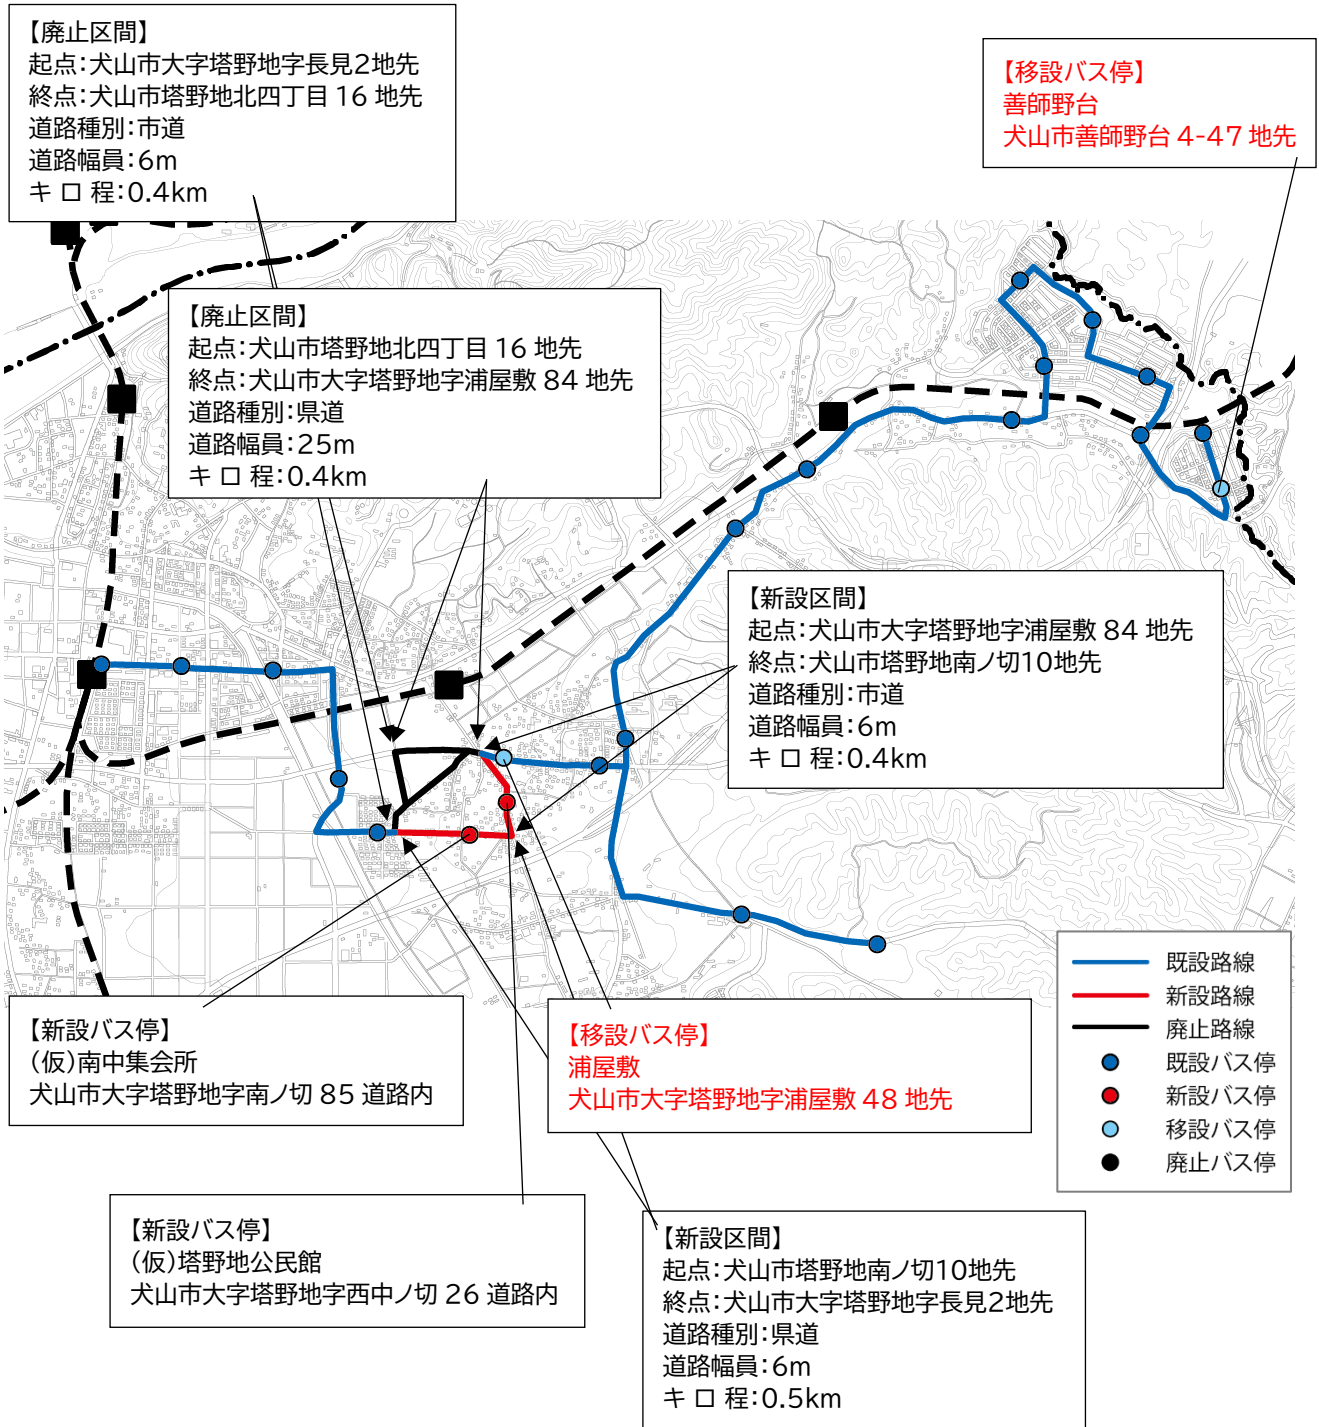 【廃止区間】
起点:犬山市大字塔野地字長見2地先
終点:犬山市塔野地北四丁目 16 地先
道路種別:市道
道路幅員:6m
キ ロ 程:0.4km
【移設バス停】
善師野台
犬山市善師野台 4-47 地先
【廃止区間】
起点:犬山市塔野地北四丁目 16 地先
終点:犬山市大字塔野地字浦屋敷 84 地先
道路種別:県道
道路幅員:25m
キ ロ 程:0.4km
【新設区間】
起点:犬山市大字塔野地字浦屋敷 84 地先
終点:犬山市塔野地南ノ切10地先
道路種別:市道
道路幅員:6m
キ ロ 程:0.4km
【新設バス停】
(仮)南中集会所
犬山市大字塔野地字南ノ切 85 道路内
【移設バス停】
浦屋敷
犬山市大字塔野地字浦屋敷 48 地先
既設路線
新設路線
廃止路線
既設バス停
新設バス停
移設バス停
廃止バス停
【新設バス停】
(仮)塔野地公民館
犬山市大字塔野地字西中ノ切 26 道路内
【新設区間】
起点:犬山市塔野地南ノ切10地先
終点:犬山市大字塔野地字長見2地先
道路種別:県道
道路幅員:6m
キ ロ 程:0.5km